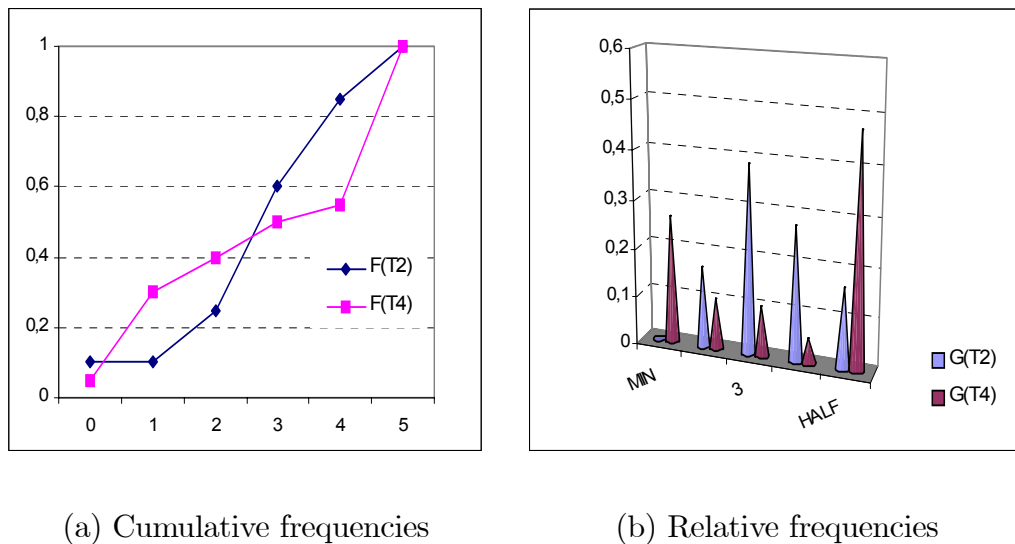 1
0,8
0,6
0,4
0,2
0
0 1 2 3 4 5
F(T2)
F(T4)
0,6
0,5
0,4
0,3
0,2
0,1
0
MIN 3 HALF
G(T2)
G(T4)
(a) Cumulative frequencies
(b) Relative frequencies